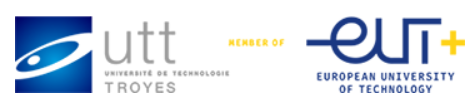 utt
UNIVERSITÉ DE TECHNOLOGIE
TROYES
MEMBER OF
eut+
EUROPEAN UNIVERSITY
OF TECHNOLOGY